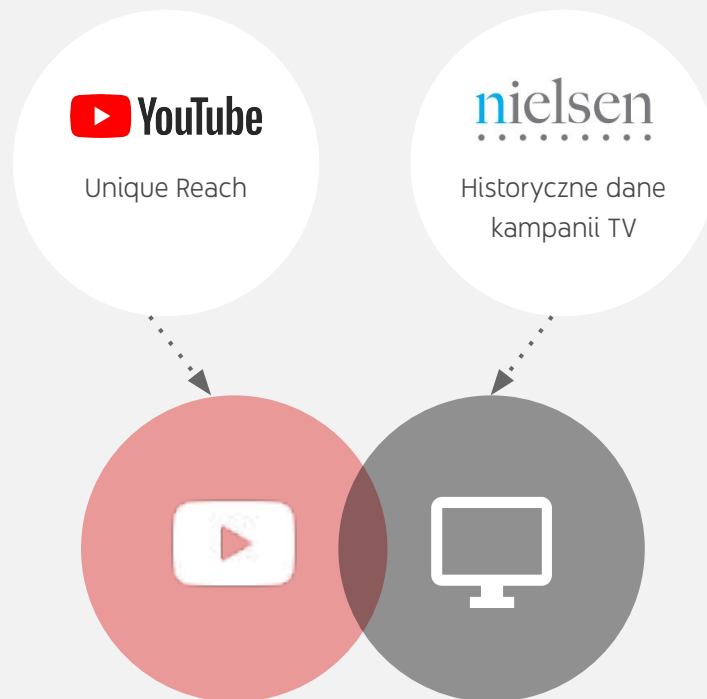 YouTube
Unique Reach
nielsen
Historyczne dane
kampanii TV